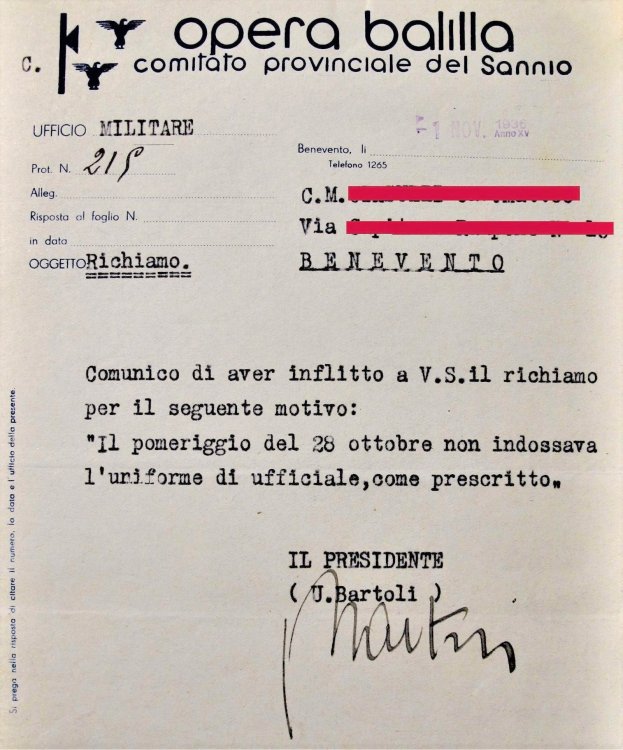 opera balilla
C.
comitato provinciale del Sannio
UFFICIO MILITARE
1 NOV. 1936
Anno XV
Prot. N. 215
Benevento, li
Telefono 1265
Alleg.
C.M.
Risposta al foglio N.
Via
in data
OGGETTO Richiamo.
BENEVENTO
Comunico di aver inflitto a V.S.il richiamo
per il seguente motivo:
"Il pomeriggio del 28 ottobre non indossava
l'uniforme di ufficiale,come prescritto"
IL PRESIDENTE
( U.Bartoli )
Si prega nella risposta di citare il numero, la data e l'ufficio della presente.